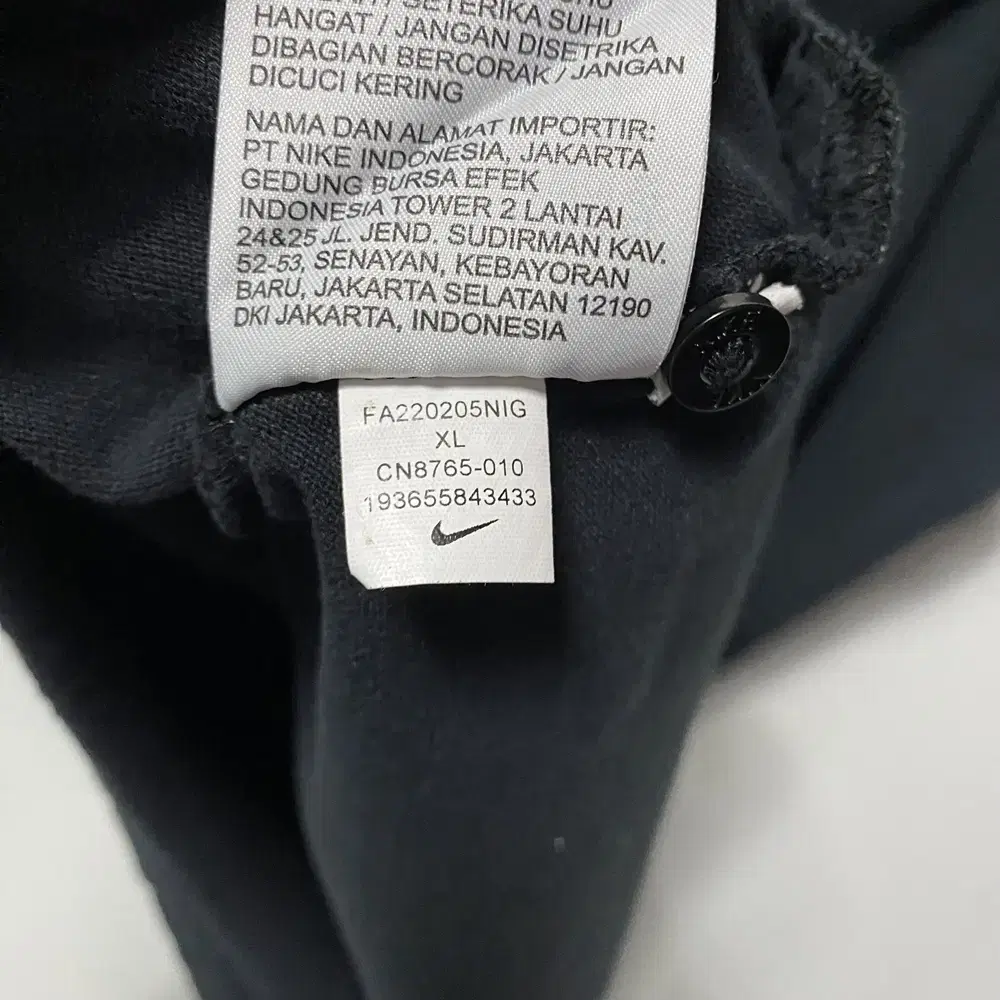 SETERIKA SUHU
HANGAT / JANGAN DISETRIKA
DIBAGIAN BERCORAK / JANGAN
DICUCI KERING
NAMA DAN ALAMAT IMPORTIR:
PT NIKE INDONESIA, JAKARTA
GEDUNG BURSA EFEK
INDONESIA TOWER 2 LANTAI
24&25 JL. JEND. SUDIRMAN KAV.
52-53, SENAYAN, KEBAYORAN
BARU, JAKARTA SELATAN 12190
DKI JAKARTA, INDONESIA
FA220205NIG
XL
CN8765-010
193655843433